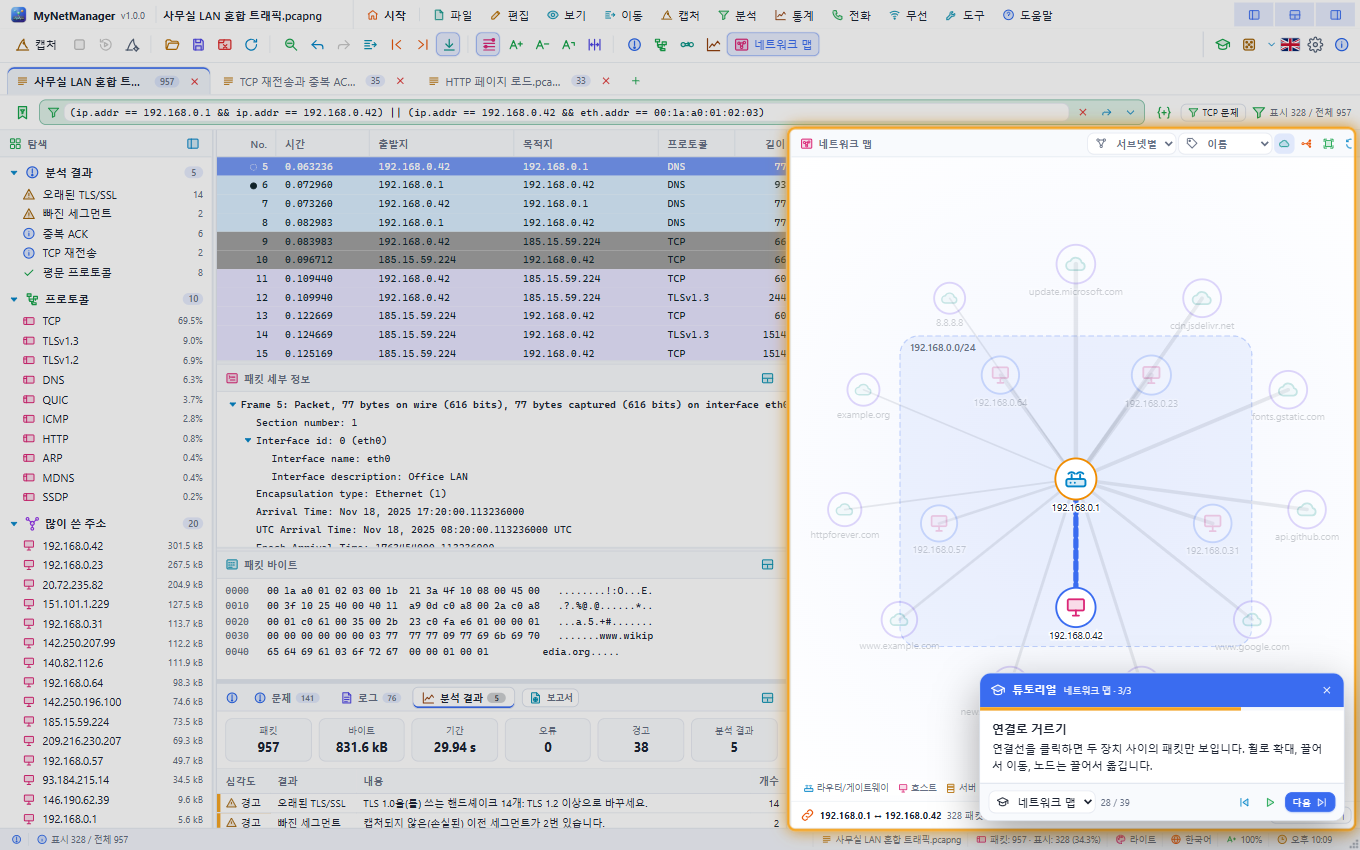 MyNetManager v1.0.0 사무실 LAN 혼합 트래픽.pcapng 시작 파일 편집 보기 이동 캡처 분석 통계 전화 무선 도구 도움말
캡처 A+ A- A 네트워크 맵
사무실 LAN 혼합 트... 957 TCP 재전송과 중복 AC... 35 HTTP 페이지 로드.pca... 33
(ip.addr == 192.168.0.1 && ip.addr == 192.168.0.42) || (ip.addr == 192.168.0.42 && eth.addr == 00:1a:a0:01:02:03) TCP 문제 표시 328 / 전체 957
탐색
분석 결과 5
오래된 TLS/SSL 14
빠진 세그먼트 2
중복 ACK 6
TCP 재전송 2
평문 프로토콜 8
프로토콜 10
TCP 69.5%
TLSv1.3 9.0%
TLSv1.2 6.9%
DNS 6.3%
QUIC 3.7%
ICMP 2.8%
HTTP 0.8%
ARP 0.4%
MDNS 0.4%
SSDP 0.2%
많이 쓴 주소 20
192.168.0.42 301.5 kB
192.168.0.23 267.5 kB
20.72.235.82 204.9 kB
151.101.1.229 127.5 kB
192.168.0.31 113.7 kB
142.250.207.99 112.2 kB
140.82.112.6 111.9 kB
192.168.0.64 98.3 kB
142.250.196.100 74.6 kB
185.15.59.224 73.5 kB
209.216.230.207 69.3 kB
192.168.0.57 49.7 kB
93.184.215.14 34.5 kB
146.190.62.39 9.6 kB
192.168.0.1 5.6 kB
No. 시간 출발지 목적지 프로토콜 길이
5 0.063236 192.168.0.42 192.168.0.1 DNS 77
6 0.072960 192.168.0.1 192.168.0.42 DNS 93
7 0.073260 192.168.0.42 192.168.0.1 DNS 77
8 0.082983 192.168.0.1 192.168.0.42 DNS 77
9 0.083983 192.168.0.42 185.15.59.224 TCP 66
10 0.096712 185.15.59.224 192.168.0.42 TCP 66
11 0.109440 192.168.0.42 185.15.59.224 TCP 60
12 0.109940 192.168.0.42 185.15.59.224 TLSv1.3 244
13 0.122669 185.15.59.224 192.168.0.42 TCP 60
14 0.124669 185.15.59.224 192.168.0.42 TLSv1.3 1514
15 0.125169 185.15.59.224 192.168.0.42 TCP 1514
패킷 세부 정보
Frame 5: Packet, 77 bytes on wire (616 bits), 77 bytes captured (616 bits) on interface eth0
Section number: 1
Interface id: 0 (eth0)
Interface name: eth0
Interface description: Office LAN
Encapsulation type: Ethernet (1)
Arrival Time: Nov 18, 2025 17:20:00.113236000
UTC Arrival Time: Nov 18, 2025 08:20:00.113236000 UTC
패킷 바이트
0000 00 1a a0 01 02 03 00 1b 21 3a 4f 10 08 00 45 00 ........!:O...E.
0010 00 3f 10 25 40 00 40 11 a9 0d c0 a8 00 2a c0 a8 .?.%@.@......*..
0020 00 01 c0 61 00 35 00 2b 23 c0 fa e6 01 00 00 01 ...a.5.+#.......
0030 00 00 00 00 00 00 03 77 77 77 09 77 69 6b 69 70 .......www.wikip
0040 65 64 69 61 03 6f 72 67 00 00 01 00 01 edia.org.....
문제 141 로그 76 분석 결과 5 보고서
패킷 바이트 기간 오류 경고 분석 결과
957 831.6 kB 29.94 s 0 38 5
심각도 결과 내용 개수
경고 오래된 TLS/SSL TLS 1.0을(를) 쓰는 핸드셰이크 14개: TLS 1.2 이상으로 바꾸세요. 14
경고 빠진 세그먼트 캡처되지 않은(손실된) 이전 세그먼트가 2번 있습니다. 2
네트워크 맵 서브넷별 이름
update.microsoft.com
8.8.8.8
cdn.jsdelivr.net
192.168.0.0/24
192.168.0.64
192.168.0.23
example.org
fonts.gstatic.com
192.168.0.1
httpforever.com
192.168.0.57
192.168.0.31
api.github.com
192.168.0.42
www.example.com
www.google.com
new
라우터/게이트웨이 호스트 서버
192.168.0.1 ↔ 192.168.0.42 328 패킷
튜토리얼 네트워크 맵 · 3/3
연결로 거르기
연결선을 클릭하면 두 장치 사이의 패킷만 보입니다. 휠로 확대, 끌어
서 이동, 노드는 끌어서 옮깁니다.
네트워크 맵 28 / 39 다음
표시 328 / 전체 957 사무실 LAN 혼합 트래픽.pcapng 패킷: 957 · 표시: 328 (34.3%) 라이트 한국어 A+ 100% 오후 10:09